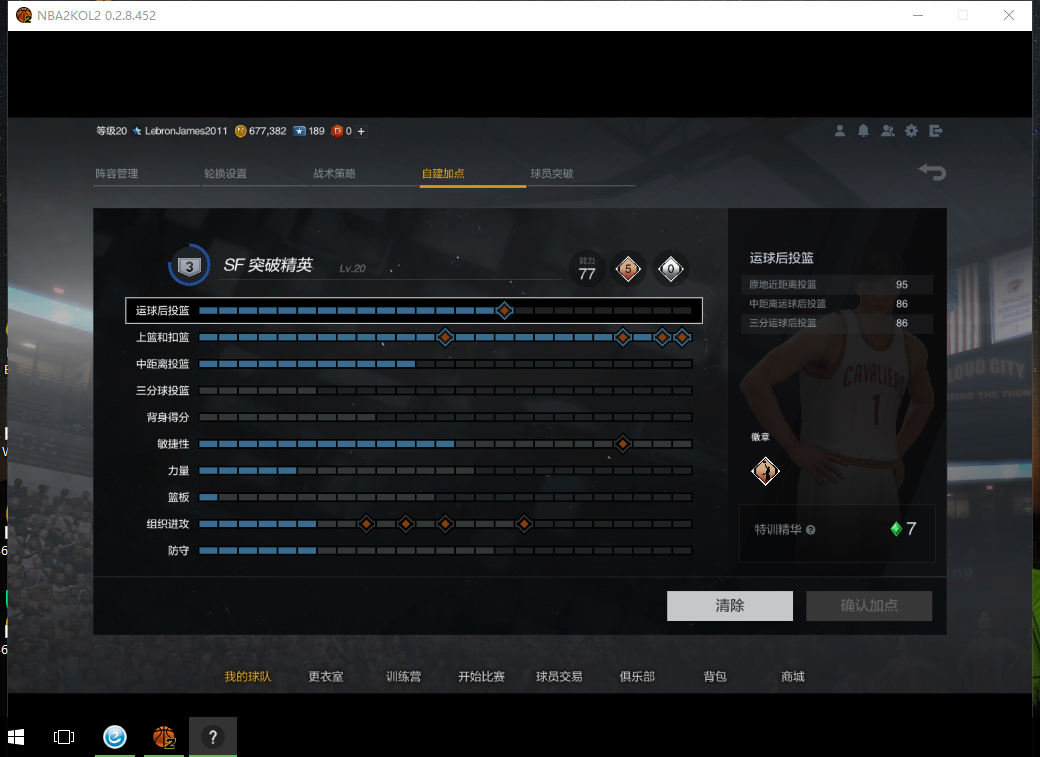 NBA2KOL2 0.2.8.452
等级20 LebronJames2011 677,382 189 D 0 +
阵容管理 轮换设置 战术策略 自建加点 球员突破
3 SF 突破精英 Lv.20 能力 77 5 0
运球后投篮
上篮和扣篮
中距离投篮
三分球投篮
背身得分
敏捷性
力量
篮板
组织进攻
防守
运球后投篮
原地近距离投篮 95
中距离运球后投篮 86
三分运球后投篮 86
CAVALIERS
1
LOUD CITY
BEHIND THE THUN
徽章
特训精华 ? 7
清除 确认加点
我的球队 更衣室 训练营 开始比赛 球员交易 俱乐部 背包 商城
2 ?